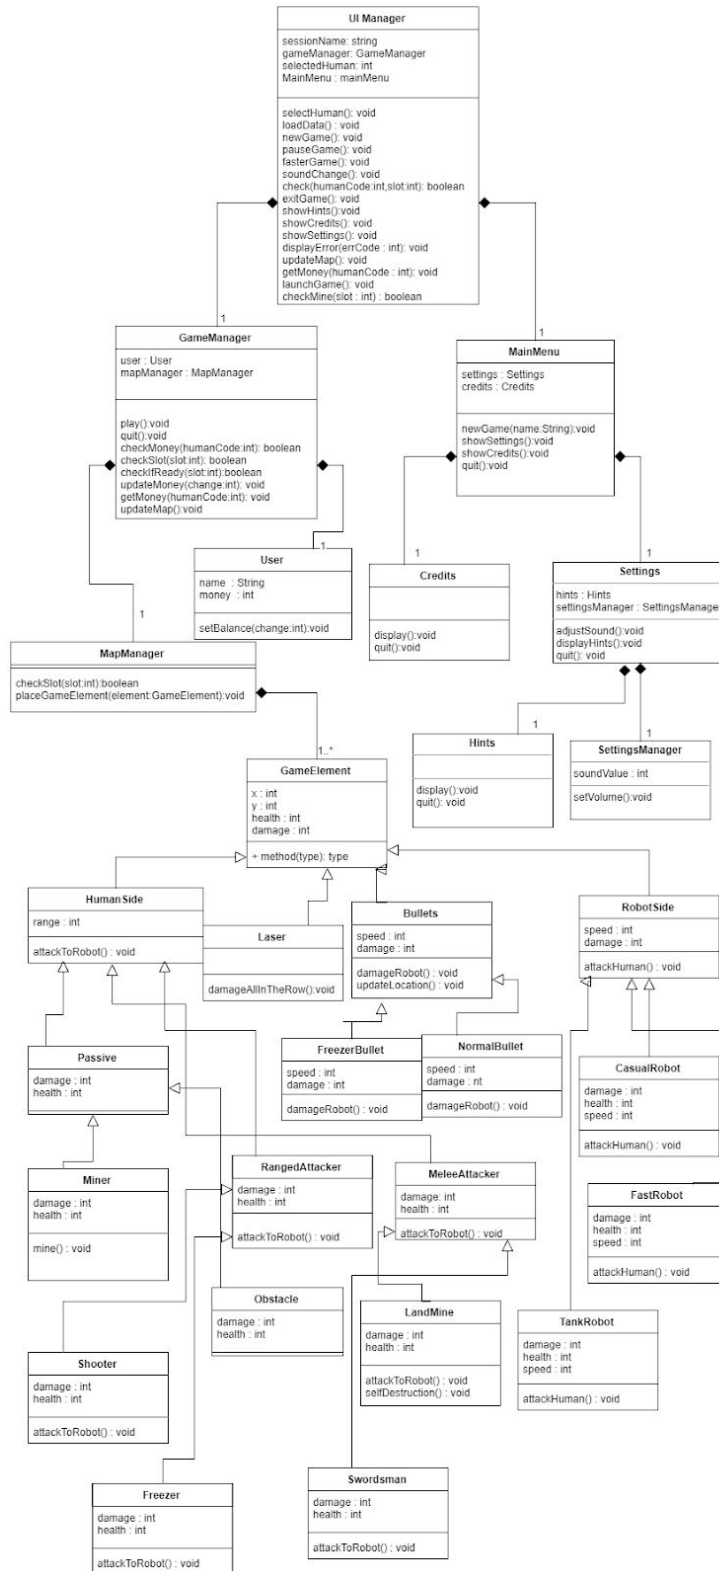 UI Manager
sessionName: string
gameManager: GameManager
selectedHuman: int
MainMenu : mainMenu
selectHuman(): void
loadData() : void
newGame(): void
pauseGame(): void
fasterGame(): void
soundChange(): void
check(humanCode:int,slot:int): boolean
exitGame(): void
showHints():void
showCredits(): void
showSettings(): void
displayError(errCode : int): void
updateMap(): void
getMoney(humanCode : int): void
launchGame(): void
checkMine(slot : int) : boolean
1
1
GameManager
user : User
mapManager : MapManager
play():void
quit():void
checkMoney(humanCode:int): boolean
checkSlot(slot:int): boolean
checkIfReady(slot:int):boolean
updateMoney(change:int): void
getMoney(humanCode:int): void
updateMap():void
MainMenu
settings : Settings
credits : Credits
newGame(name:String):void
showSettings():void
showCredits():void
quit():void
1
1
1
1
User
name : String
money : int
setBalance(change:int):void
Credits
display():void
quit():void
Settings
hints : Hints
settingsManager : SettingsManager
adjustSound():void
displayHints():void
quit(): void
MapManager
checkSlot(slot:int):boolean
placeGameElement(element:GameElement):void
1
1
1..*
Hints
display():void
quit(): void
SettingsManager
soundValue : int
setVolume():void
GameElement
x : int
y : int
health : int
damage : int
+ method(type): type
HumanSide
range : int
attackToRobot() : void
Laser
damageAllInTheRow():void
Bullets
speed : int
damage : int
damageRobot() : void
updateLocation() : void
RobotSide
speed : int
damage : int
attackHuman() : void
Passive
damage : int
health : int
FreezerBullet
speed : int
damage : int
damageRobot() : void
NormalBullet
speed : int
damage : nt
damageRobot() : void
CasualRobot
damage : int
health : int
speed : int
attackHuman() : void
Miner
damage : int
health : int
mine() : void
RangedAttacker
damage : int
health : int
attackToRobot() : void
MeleeAttacker
damage: int
health : int
attackToRobot() : void
FastRobot
damage : int
health : int
speed : int
attackHuman() : void
Obstacle
damage : int
health : int
LandMine
damage : int
health : int
attackToRobot() : void
selfDestruction() : void
TankRobot
damage : int
health : int
speed : int
attackHuman() : void
Shooter
damage : int
health : int
attackToRobot() : void
Freezer
damage : int
health : int
attackToRobot() : void
Swordsman
damage : int
health : int
attackToRobot() : void